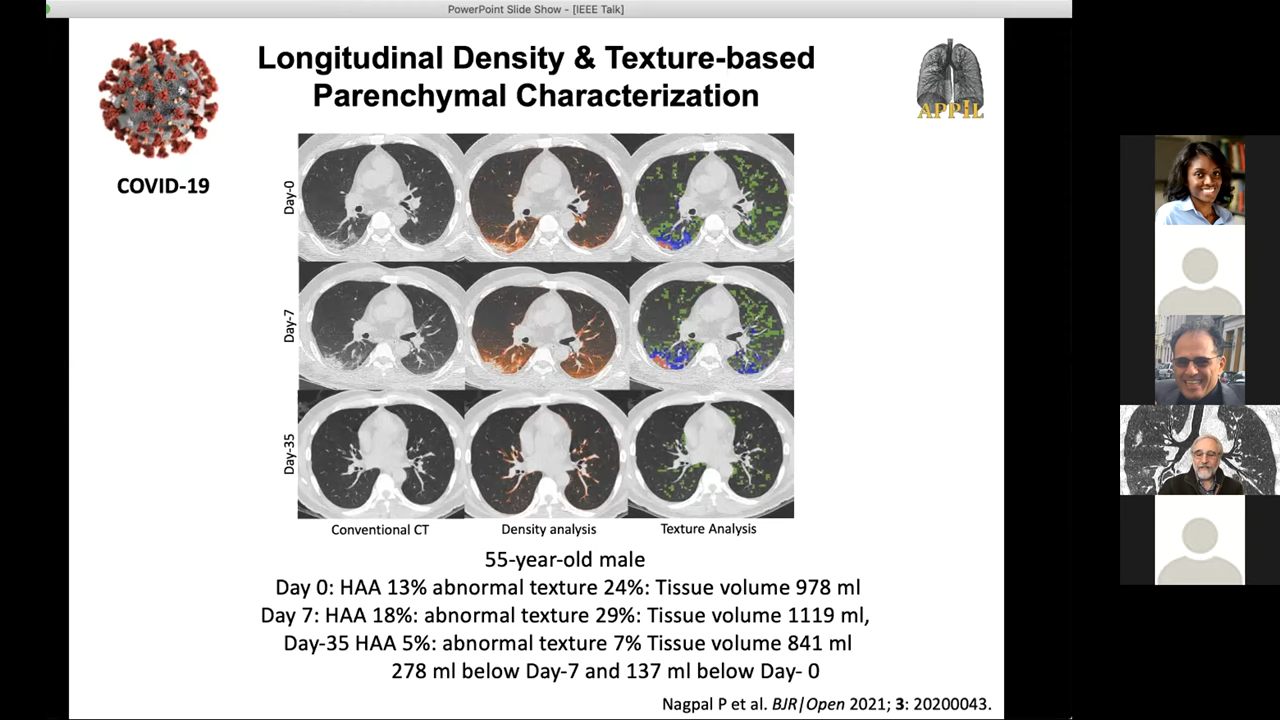 PowerPoint Slide Show - [IEEE Talk]
Longitudinal Density & Texture-based
Parenchymal Characterization
APPIL
COVID-19
Day-0
Day-7
Day-35
Conventional CT
Density analysis
Texture Analysis
55-year-old male
Day 0: HAA 13% abnormal texture 24%: Tissue volume 978 ml
Day 7: HAA 18%: abnormal texture 29%: Tissue volume 1119 ml,
Day-35 HAA 5%: abnormal texture 7% Tissue volume 841 ml
278 ml below Day-7 and 137 ml below Day- 0
Nagpal P et al. BJR|Open 2021; 3: 20200043.